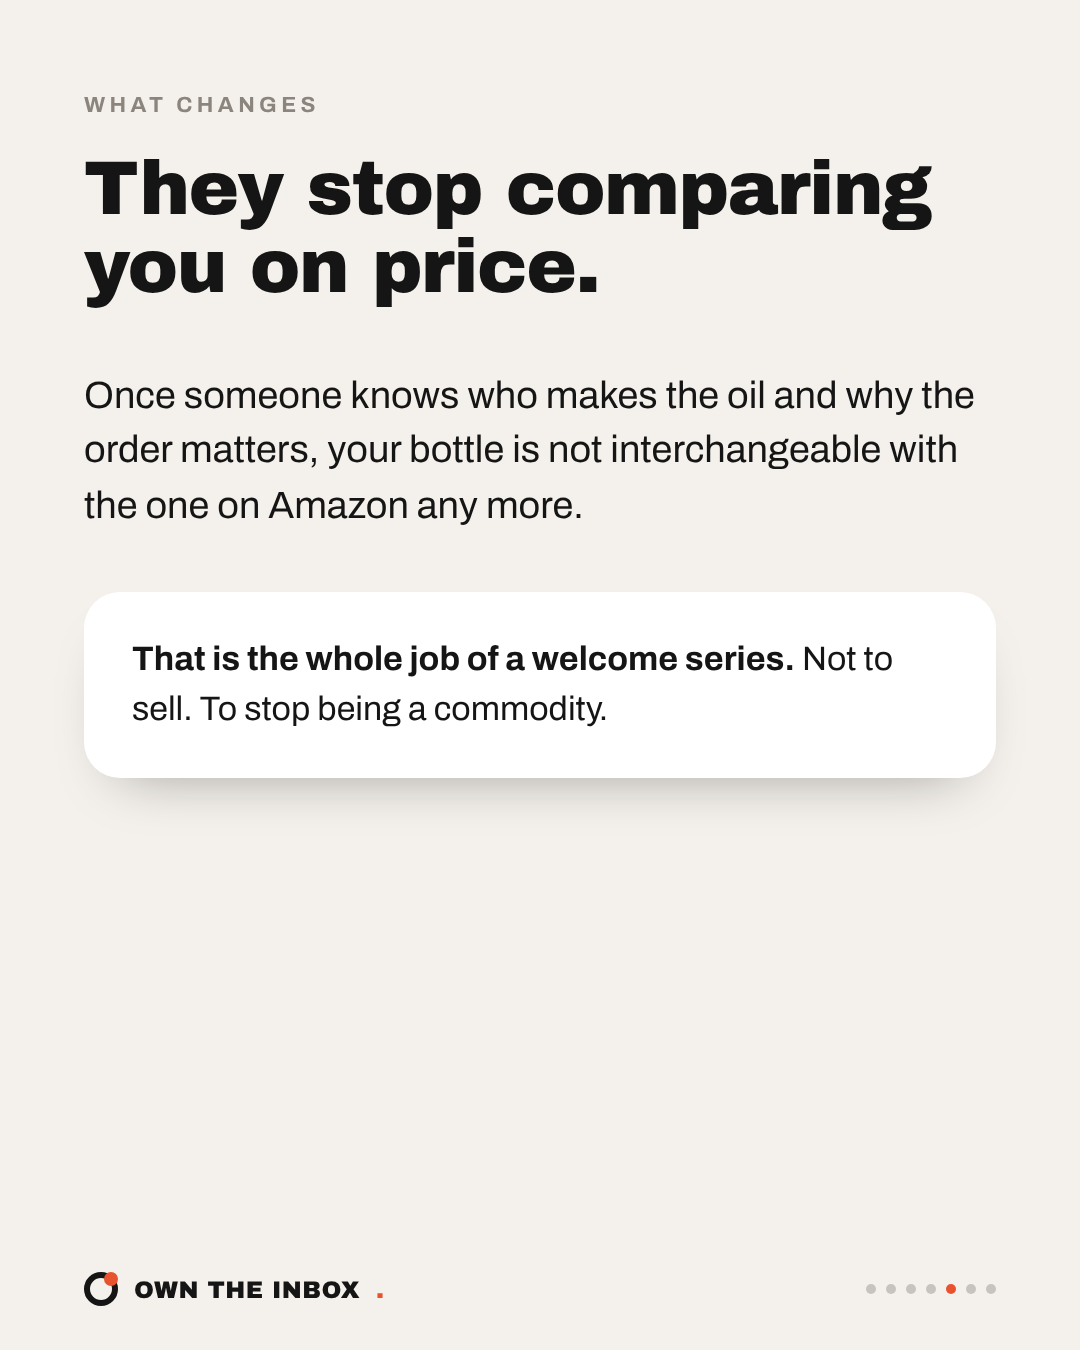 WHAT CHANGES
They stop comparing
you on price.
Once someone knows who makes the oil and why the
order matters, your bottle is not interchangeable with
the one on Amazon any more.
That is the whole job of a welcome series. Not to
sell. To stop being a commodity.
OWN THE INBOX .